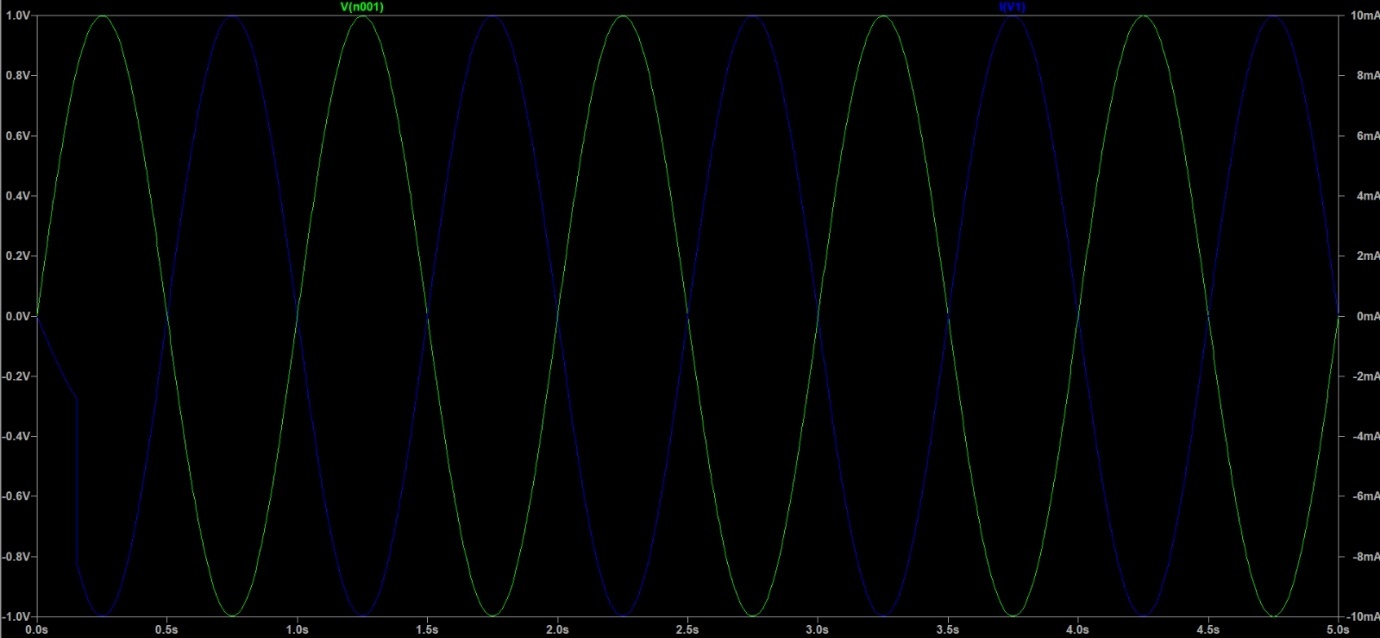 V(n001) I(V1)
1.0V 10mA
0.8V 8mA
0.6V 6mA
0.4V 4mA
0.2V 2mA
0.0V 0mA
-0.2V -2mA
-0.4V -4mA
-0.6V -6mA
-0.8V -8mA
-1.0V -10mA
0.0s 0.5s 1.0s 1.5s 2.0s 2.5s 3.0s 3.5s 4.0s 4.5s 5.0s